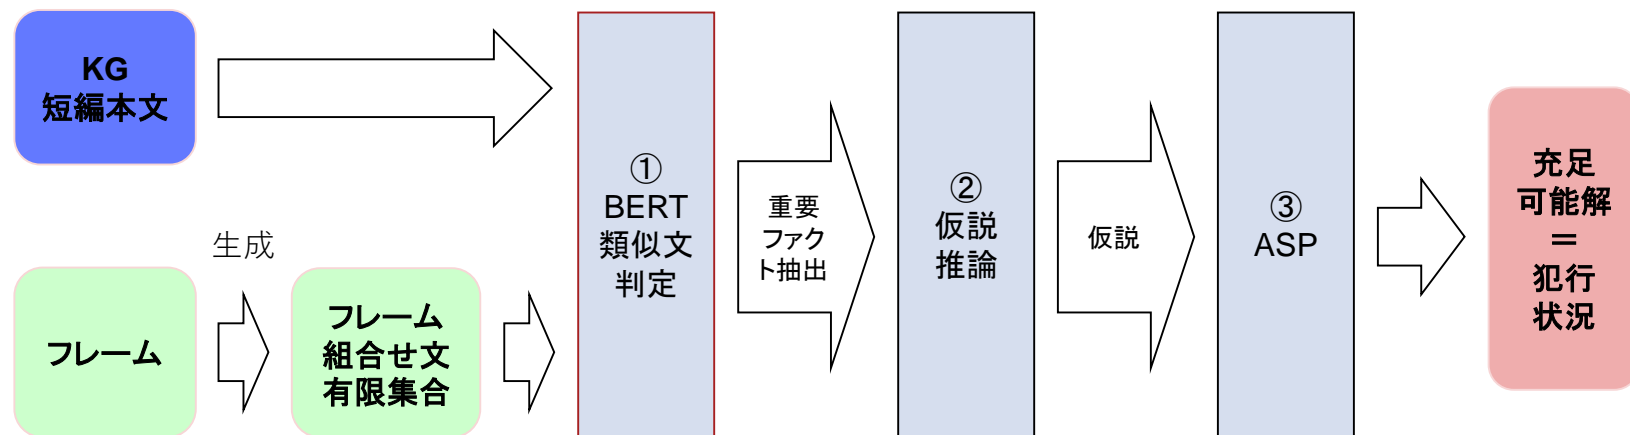 KG
短編本文
生成
フレーム
フレーム
組合せ文
有限集合
①
BERT
類似文
判定
重要
ファク
ト抽出
②
仮説
推論
仮説
③
ASP
充足
可能解
＝
犯行
状況